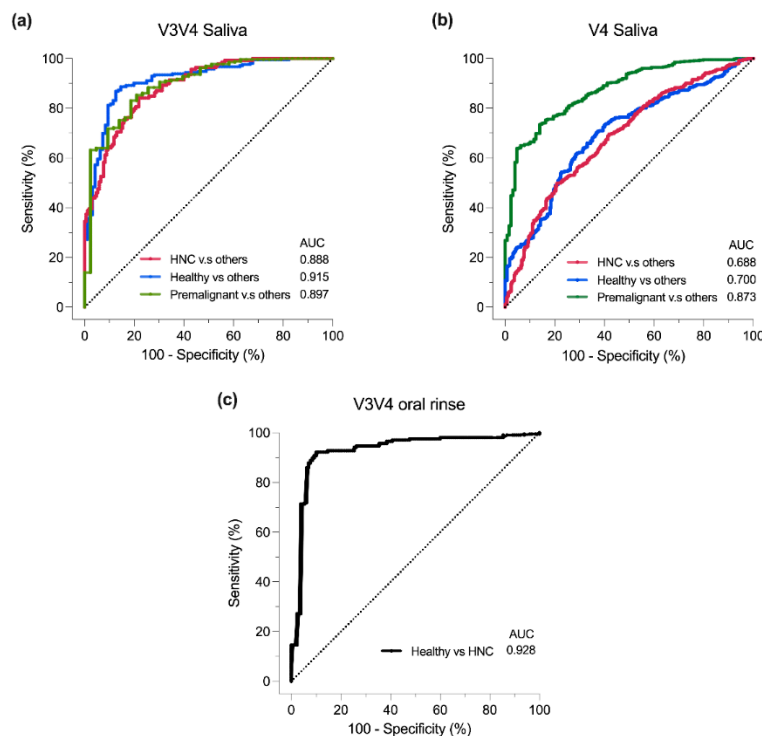 (a)
V3V4 Saliva
100
80
60
40
20
0
Sensitivity (%)
AUC
HNC v.s others 0.888
Healthy vs others 0.915
Premalignant v.s others 0.897
0 20 40 60 80 100
100 - Specificity (%)
(b)
V4 Saliva
100
80
60
40
20
0
Sensitivity (%)
AUC
HNC v.s others 0.688
Healthy vs others 0.700
Premalignant v.s others 0.873
0 20 40 60 80 100
100 - Specificity (%)
(c)
V3V4 oral rinse
100
80
60
40
20
0
Sensitivity (%)
AUC
Healthy vs HNC 0.928
0 20 40 60 80 100
100 - Specificity (%)